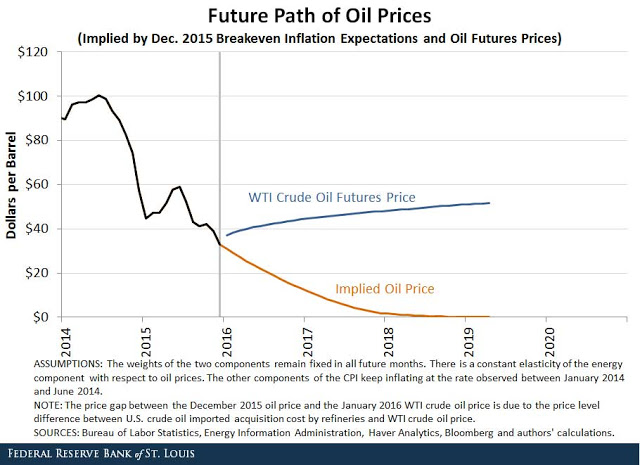 Future Path of Oil Prices
(Implied by Dec. 2015 Breakeven Inflation Expectations and Oil Futures Prices)
$120
$100
$80
$60
$40
$20
$0
Dollars per Barrel
WTI Crude Oil Futures Price
Implied Oil Price
2014
2015
2016
2017
2018
2019
2020
ASSUMPTIONS: The weights of the two components remain fixed in all future months. There is a constant elasticity of the energy
component with respect to oil prices. The other components of the CPI keep inflating at the rate observed between January 2014
and June 2014.
NOTE: The price gap between the December 2015 oil price and the January 2016 WTI crude oil price is due to the price level
difference between U.S. crude oil imported acquisition cost by refineries and WTI crude oil price.
SOURCES: Bureau of Labor Statistics, Energy Information Administration, Haver Analytics, Bloomberg and authors' calculations.
FEDERAL RESERVE BANK of ST. LOUIS